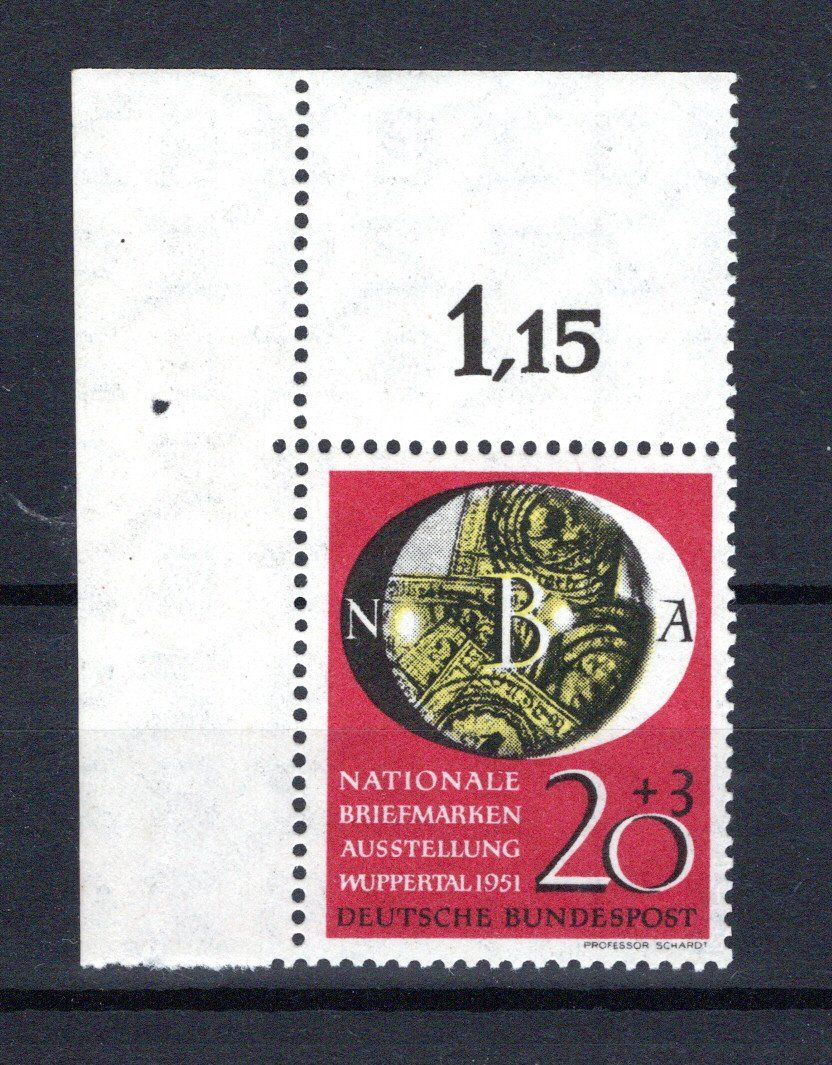 1,15
N B A
NATIONALE
BRIEFMARKEN
AUSSTELLUNG
WUPPERTAL 1951
20 +3
DEUTSCHE BUNDESPOST
PROFESSOR SCHARDT